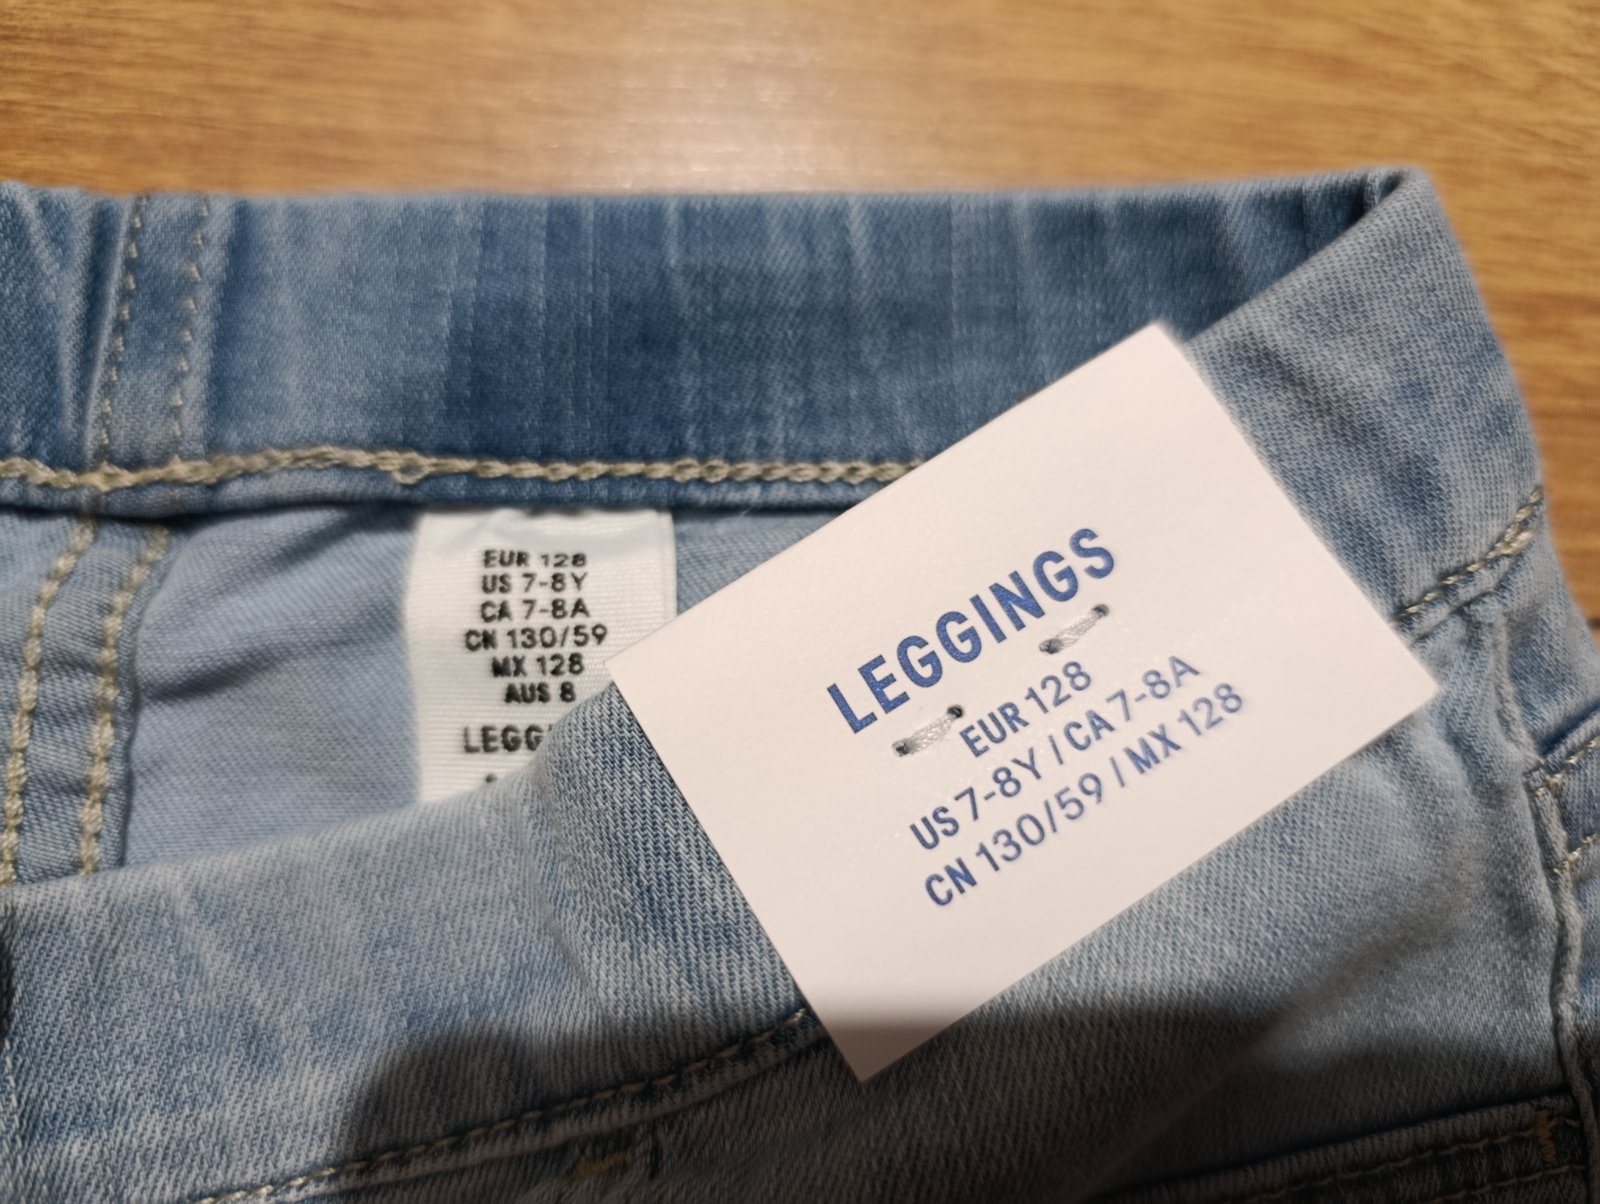 EUR 128
US 7-8Y
CA 7-8A
CN 130/59
MX 128
AUS 8
LEGG
LEGGINGS
EUR 128
US 7-8Y / CA 7-8A
CN 130/59 / MX 128